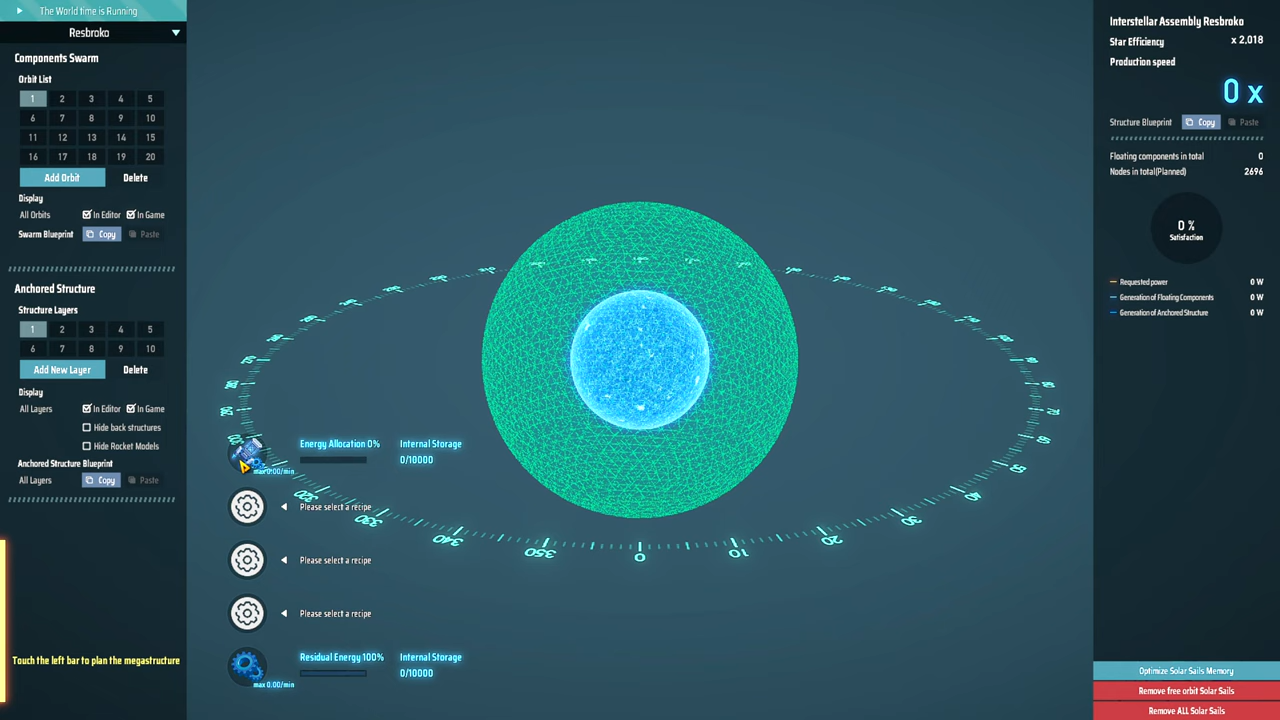 The World time is Running
Resbroko
Components Swarm
Orbit List
1 2 3 4 5
6 7 8 9 10
11 12 13 14 15
16 17 18 19 20
Add Orbit Delete
Display
All Orbits In Editor In Game
Swarm Blueprint Copy Paste
Anchored Structure
Structure Layers
1 2 3 4 5
6 7 8 9 10
Add New Layer Delete
Display
All Layers In Editor In Game
Hide back structures
Hide Rocket Models
Anchored Structure Blueprint
All Layers Copy Paste
Touch the left bar to plan the megastructure
Energy Allocation 0% Internal Storage
0/10000
max 0.00/min
Please select a recipe
Please select a recipe
Please select a recipe
Residual Energy 100% Internal Storage
0/10000
max 0.00/min
330 340 350 0 10 20 30 40 50
Interstellar Assembly Resbroko
Star Efficiency x 2,018
Production speed
0 x
Structure Blueprint Copy Paste
Floating components in total 0
Nodes in total(Planned) 2696
0 %
Satisfaction
Requested power 0 W
Generation of Floating Components 0 W
Generation of Anchored Structure 0 W
Optimize Solar Sails Memory
Remove free orbit Solar Sails
Remove ALL Solar Sails